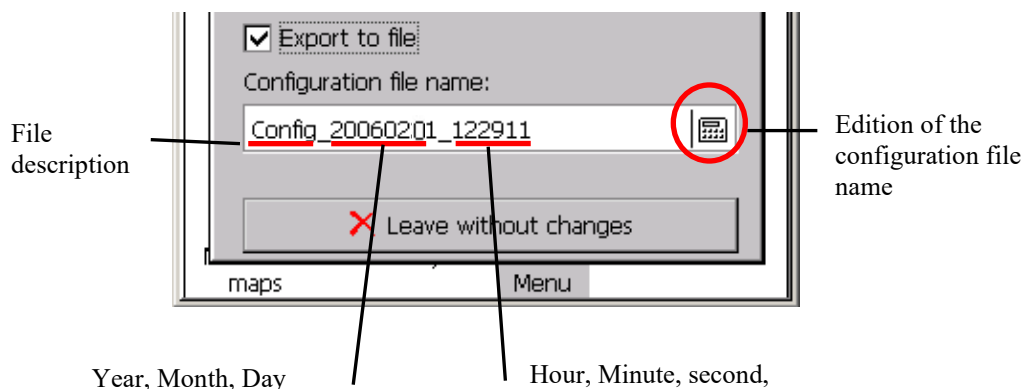 Export to file
Configuration file name:
Config_20060201_122911
File
description
Edition of the
configuration file
name
Leave without changes
maps
Menu
Year, Month, Day
Hour, Minute, second,